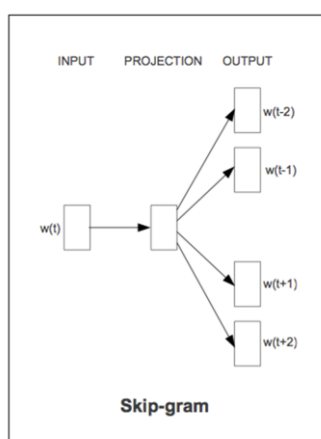 INPUT PROJECTION OUTPUT
w(t-2)
w(t-1)
w(t)
w(t+1)
w(t+2)
Skip-gram